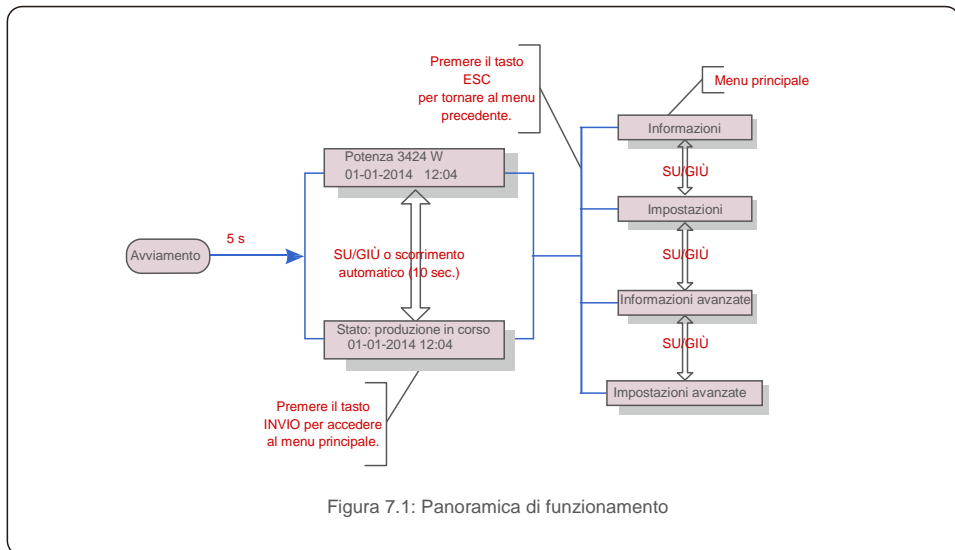 Premere il tasto
ESC
per tornare al menu
precedente.
Menu principale
Informazioni
Potenza 3424 W
01-01-2014 12:04
SU/GIÙ
Impostazioni
5 s
Avviamento
SU/GIÙ o scorrimento
automatico (10 sec.)
SU/GIÙ
Informazioni avanzate
Stato: produzione in corso
01-01-2014 12:04
SU/GIÙ
Impostazioni avanzate
Premere il tasto
INVIO per accedere
al menu principale.
Figura 7.1: Panoramica di funzionamento